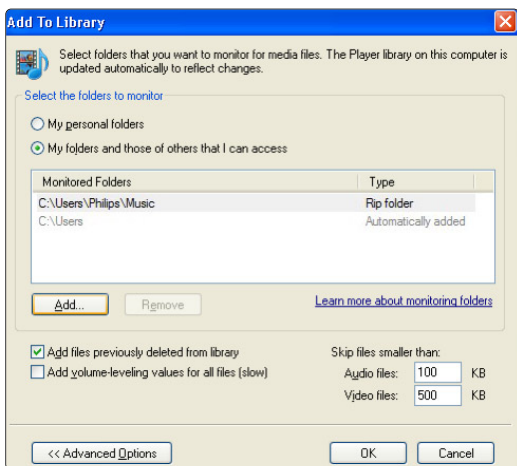 Add To Library
Select folders that you want to monitor for media files. The Player library on this computer is
updated automatically to reflect changes.
Select the folders to monitor
My personal folders
My folders and those of others that I can access
Monitored Folders Type
C:\Users\Philips\Music Rip folder
C:\Users Automatically added
Add... Remove Learn more about monitoring folders
Add files previously deleted from library Skip files smaller than:
Add volume-leveling values for all files (slow) Audio files: 100 KB
Video files: 500 KB
<< Advanced Options OK Cancel